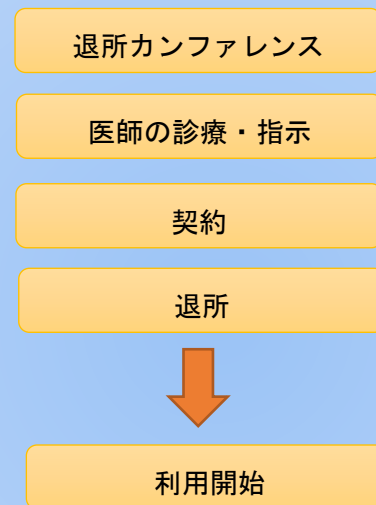 退所カンファレンス
医師の診療・指示
契約
退所
利用開始